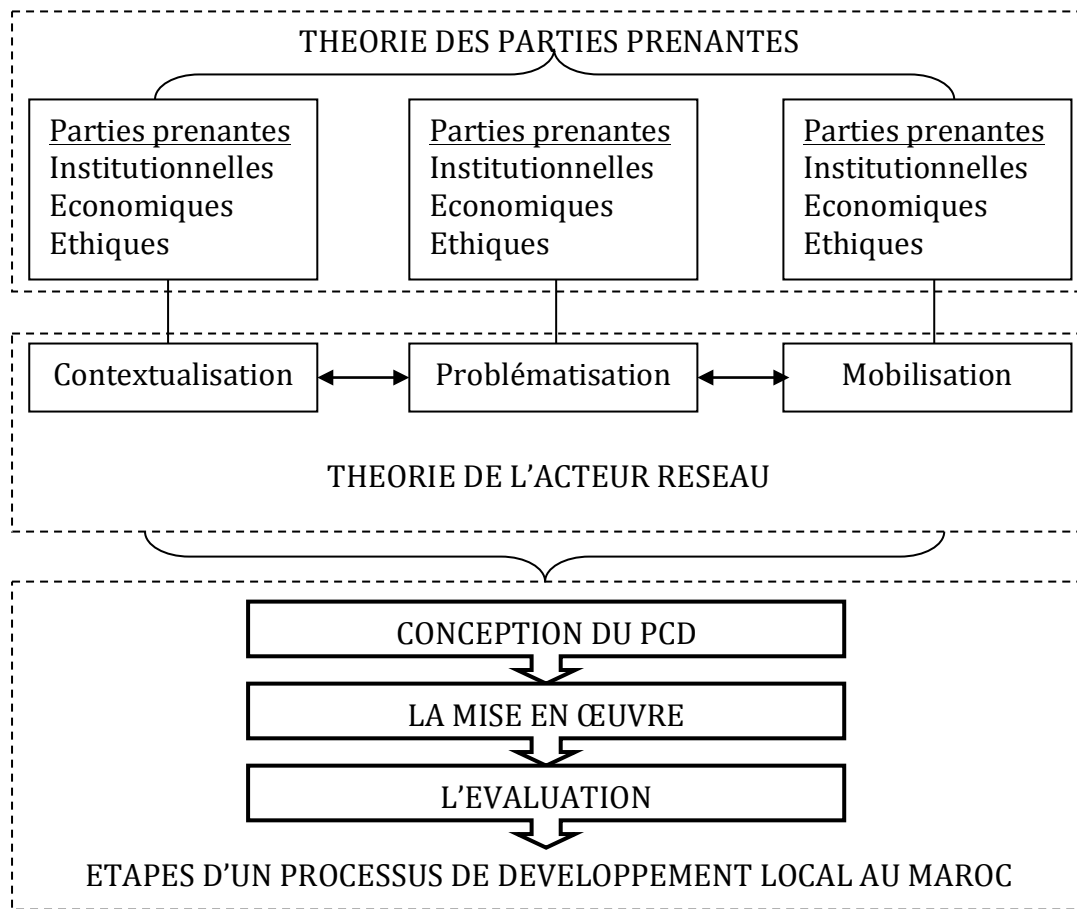 THEORIE DES PARTIES PRENANTES
Parties prenantes
Institutionnelles
Economiques
Ethiques
Parties prenantes
Institutionnelles
Economiques
Ethiques
Parties prenantes
Institutionnelles
Economiques
Ethiques
Contextualisation
Problématisation
Mobilisation
THEORIE DE L’ACTEUR RESEAU
CONCEPTION DU PCD
LA MISE EN ŒUVRE
L’EVALUATION
ETAPES D’UN PROCESSUS DE DEVELOPPEMENT LOCAL AU MAROC